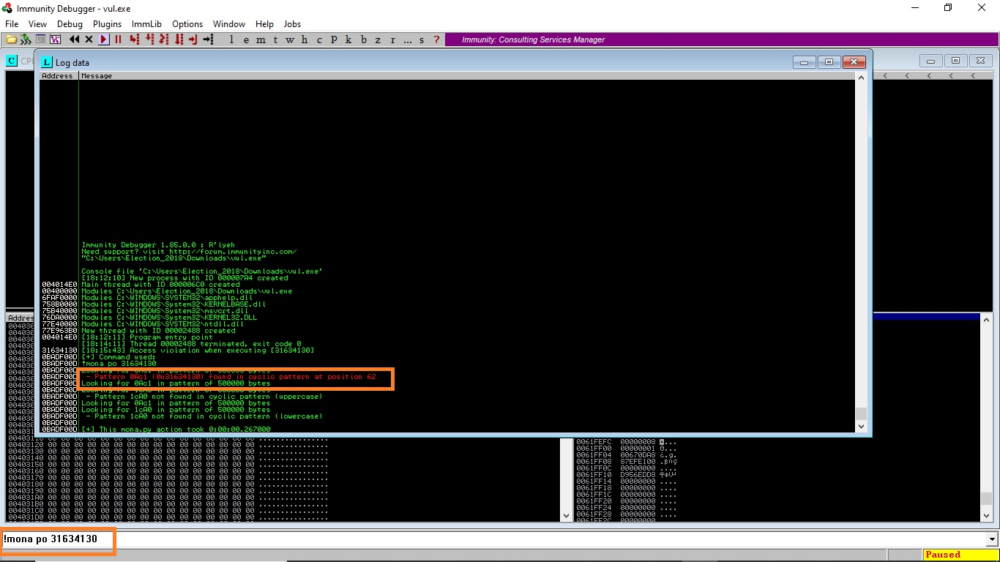 Immunity Debugger - vul.exe
File View Debug Plugins ImmLib Options Window Help Jobs
l e m t w h c P k b z r ... s ?
Immunity: Consulting Services Manager
C
L Log data
Address Message
Immunity Debugger 1.85.0.0 : R'lyeh
Need support? visit http://forum.immunityinc.com/
"C:\Users\Election_2018\Downloads\vul.exe"
Console file 'C:\Users\Election_2018\Downloads\vul.exe'
[18:12:10] New process with ID 000007A4 created
004014E0 Main thread with ID 000006C0 created
00400000 Modules C:\Users\Election_2018\Downloads\vul.exe
6FAF0000 Modules C:\WINDOWS\SYSTEM32\apphelp.dll
758B0000 Modules C:\WINDOWS\System32\KERNELBASE.dll
75B40000 Modules C:\WINDOWS\System32\msvcrt.dll
76DA0000 Modules C:\WINDOWS\System32\KERNEL32.DLL
77E40000 Modules C:\WINDOWS\SYSTEM32\ntdll.dll
77E963B0 New thread with ID 00002488 created
004014E0 [18:12:11] Program entry point
[18:14:11] Thread 00002488 terminated, exit code 0
31634130 [18:15:43] Access violation when executing [31634130]
0BADF00D [+] Command used:
0BADF00D !mona po 31634130
0BADF00D Looking for 0Ac1 in pattern of 500000 bytes
0BADF00D - Pattern 0Ac1 (0x31634130) found in cyclic pattern at position 62
0BADF00D Looking for 0Ac1 in pattern of 500000 bytes
0BADF00D Looking for 1cA0 in pattern of 500000 bytes
0BADF00D - Pattern 1cA0 not found in cyclic pattern (uppercase)
0BADF00D Looking for 0Ac1 in pattern of 500000 bytes
0BADF00D Looking for 1cA0 in pattern of 500000 bytes
0BADF00D - Pattern 1cA0 not found in cyclic pattern (lowercase)
0BADF00D
0BADF00D [+] This mona.py action took 0:00:00.267000
00403120 00 00 00 00 00 00 00 00 00 00 00 00 00 00 00 00 ................
00403130 00 00 00 00 00 00 00 00 00 00 00 00 00 00 00 00 ................
00403140 00 00 00 00 00 00 00 00 00 00 00 00 00 00 00 00 ................
00403150 00 00 00 00 00 00 00 00 00 00 00 00 00 00 00 00 ................
00403160 00 00 00 00 00 00 00 00 00 00 00 00 00 00 00 00 ................
00403170 00 00 00 00 00 00 00 00 00 00 00 00 00 00 00 00 ................
00403180 00 00 00 00 00 00 00 00 00 00 00 00 00 00 00 00 ................
00403190 00 00 00 00 00 00 00 00 00 00 00 00 00 00 00 00 ................
004031A0 00 00 00 00 00 00 00 00 00 00 00 00 00 00 00 00 ................
004031B0 00 00 00 00 00 00 00 00 00 00 00 00 00 00 00 00 ................
004031C0 00 00 00 00 00 00 00 00 00 00 00 00 00 00 00 00 ................
004031D0 00 00 00 00 00 00 00 00 00 00 00 00 00 00 00 00 ................
0061FEFC 00000008
0061FF00 00000001
0061FF04 00670DA8
0061FF08 87EFE100
0061FF0C 00000000 ....
0061FF10 D956EDD8
0061FF14 00000000 ....
0061FF18 00000000 ....
0061FF1C 00000000 ....
0061FF20 00000000 ....
0061FF24 00000000 ....
0061FF28 00000000 ....
0061FF2C 00000000 ....
!mona po 31634130
Paused